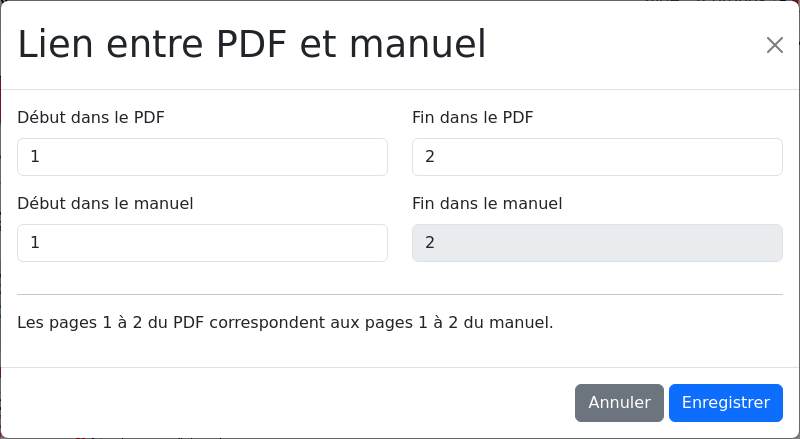 Lien entre PDF et manuel
Début dans le PDF
Fin dans le PDF
1
2
Début dans le manuel
Fin dans le manuel
1
2
Les pages 1 à 2 du PDF correspondent aux pages 1 à 2 du manuel.
Annuler
Enregistrer